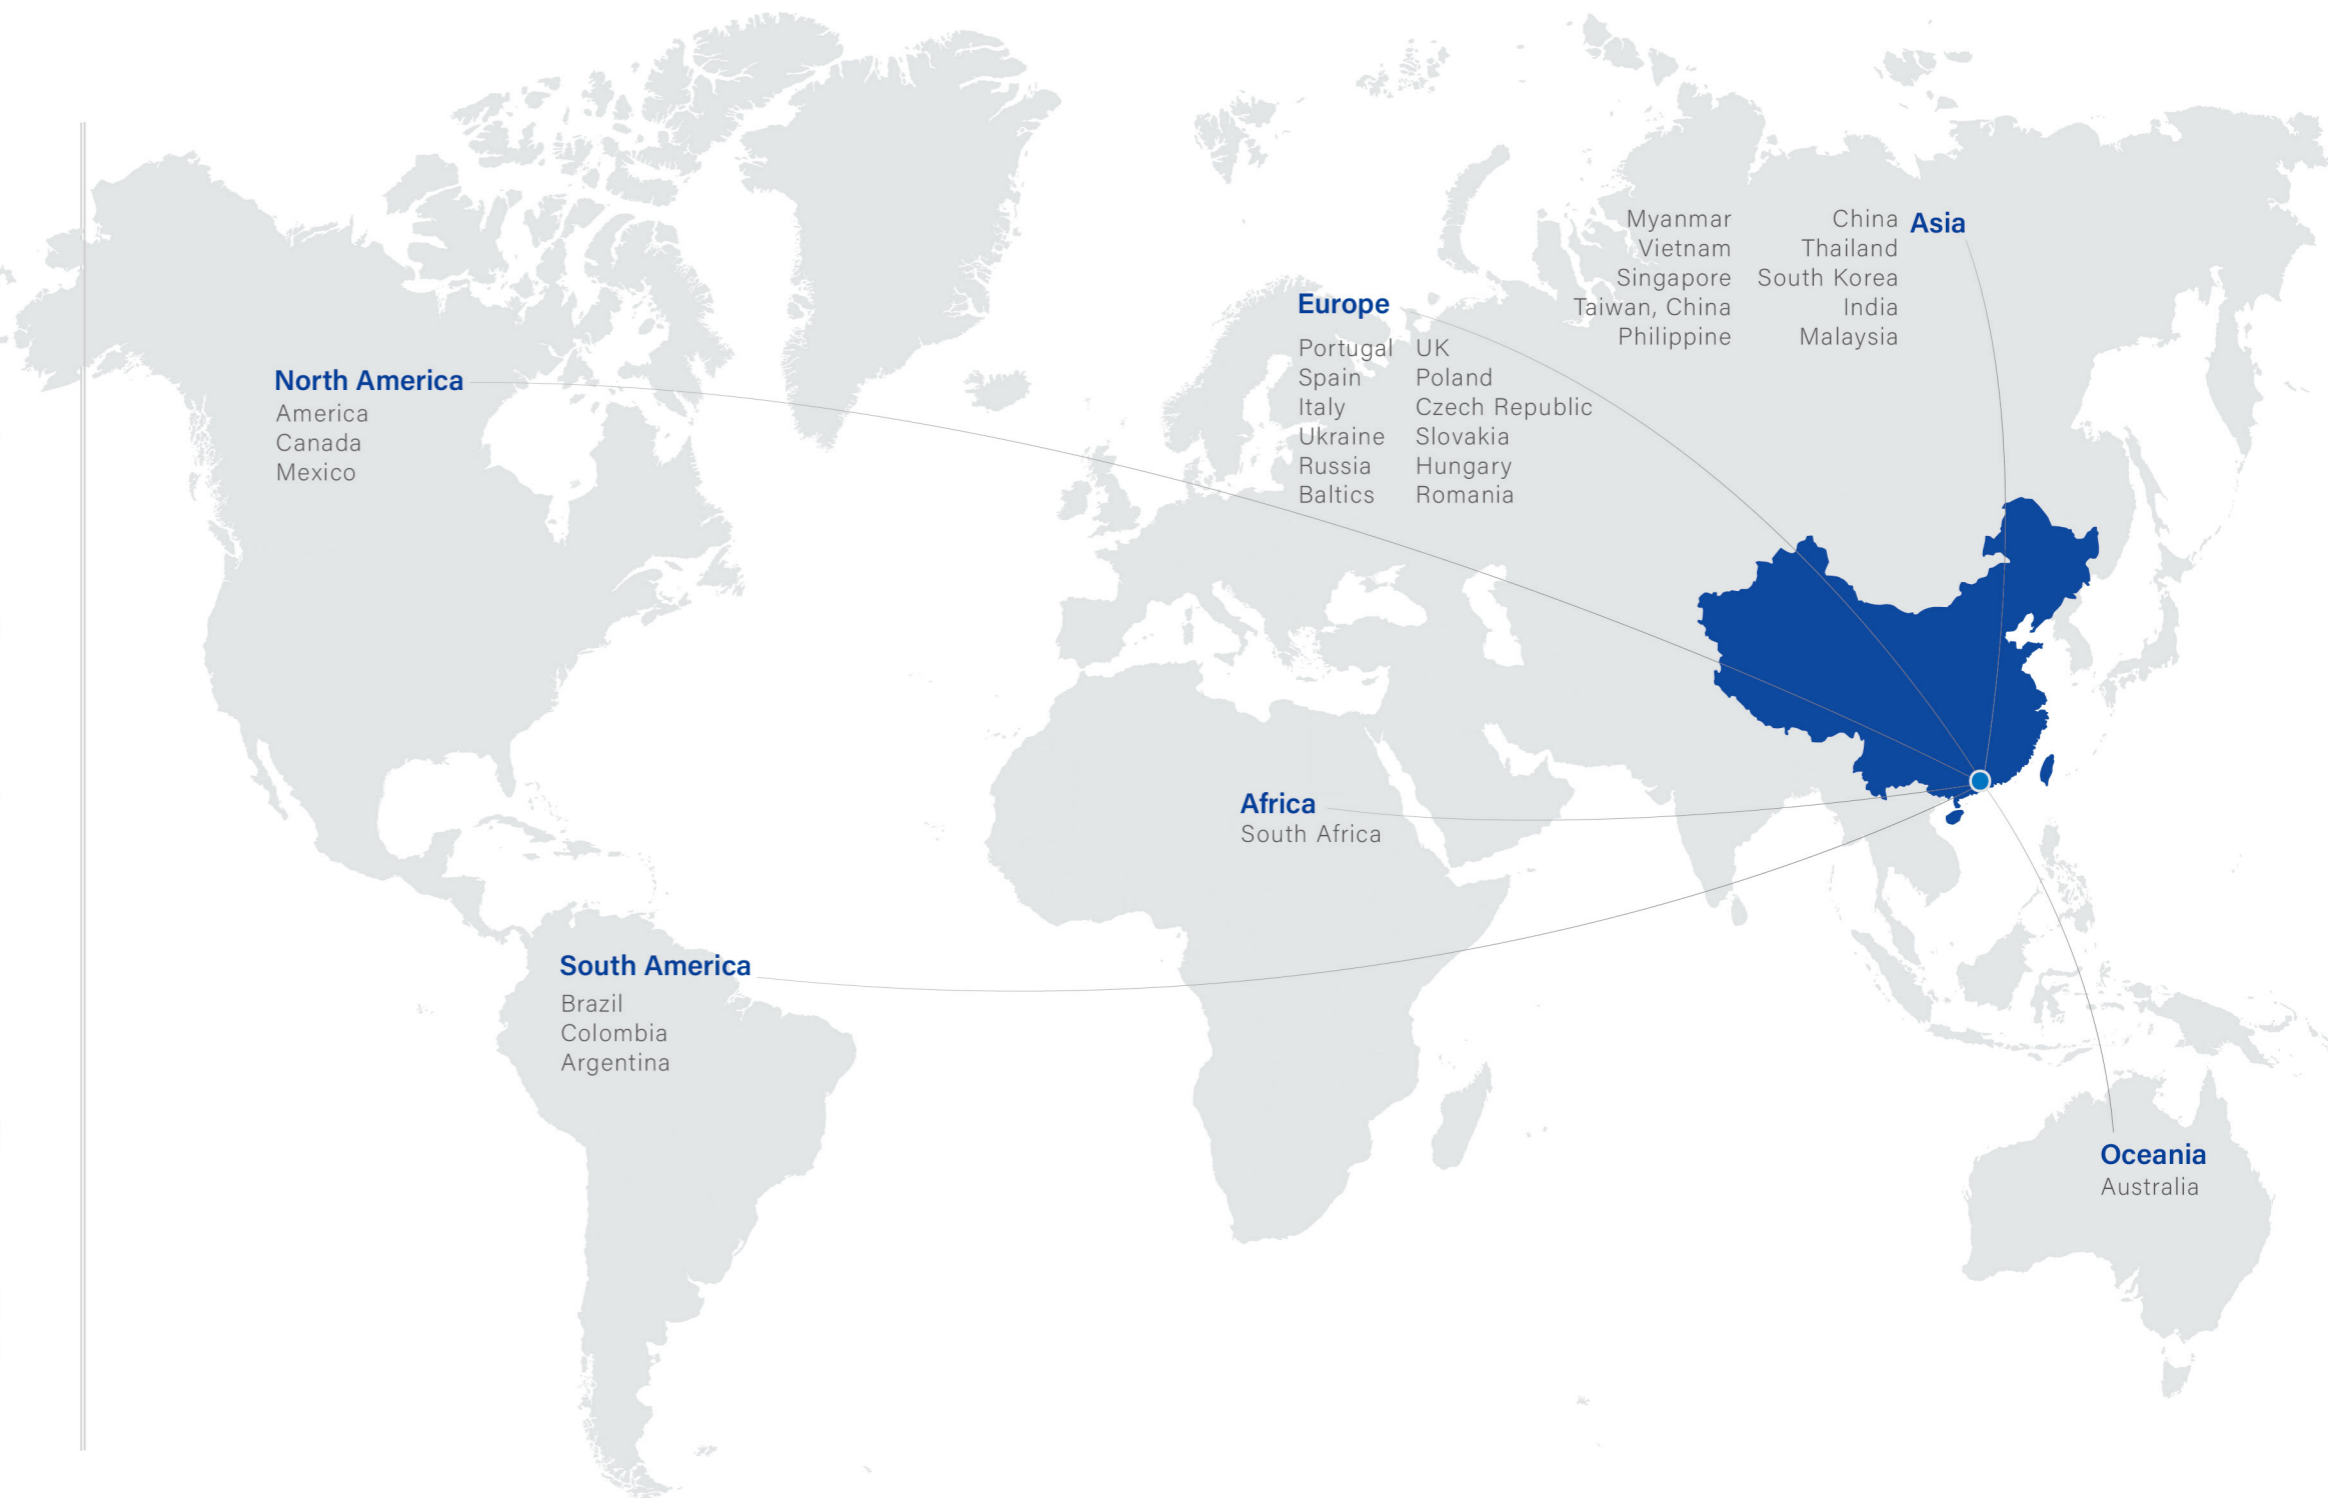 Asia
Myanmar China
Vietnam Thailand
Singapore South Korea
Taiwan, China India
Philippine Malaysia
Europe
Portugal UK
Spain Poland
Italy Czech Republic
Ukraine Slovakia
Russia Hungary
Baltics Romania
North America
America
Canada
Mexico
Africa
South Africa
South America
Brazil
Colombia
Argentina
Oceania
Australia